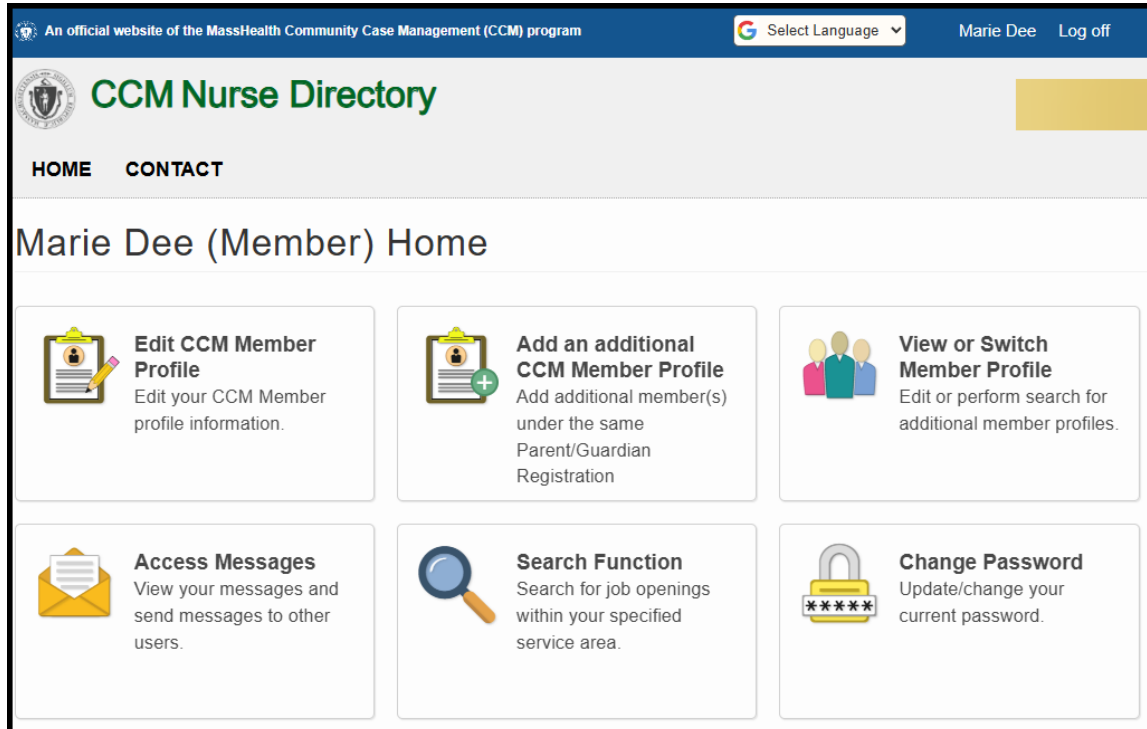 An official website of the MassHealth Community Case Management (CCM) program
Select Language
Marie Dee
Log off
CCM Nurse Directory
HOME
CONTACT
Marie Dee (Member) Home
Edit CCM Member
Profile
Edit your CCM Member
profile information.
Add an additional
CCM Member Profile
Add additional member(s)
under the same
Parent/Guardian
Registration
View or Switch
Member Profile
Edit or perform search for
additional member profiles.
Access Messages
View your messages and
send messages to other
users.
Search Function
Search for job openings
within your specified
service area.
Change Password
Update/change your
current password.
*****